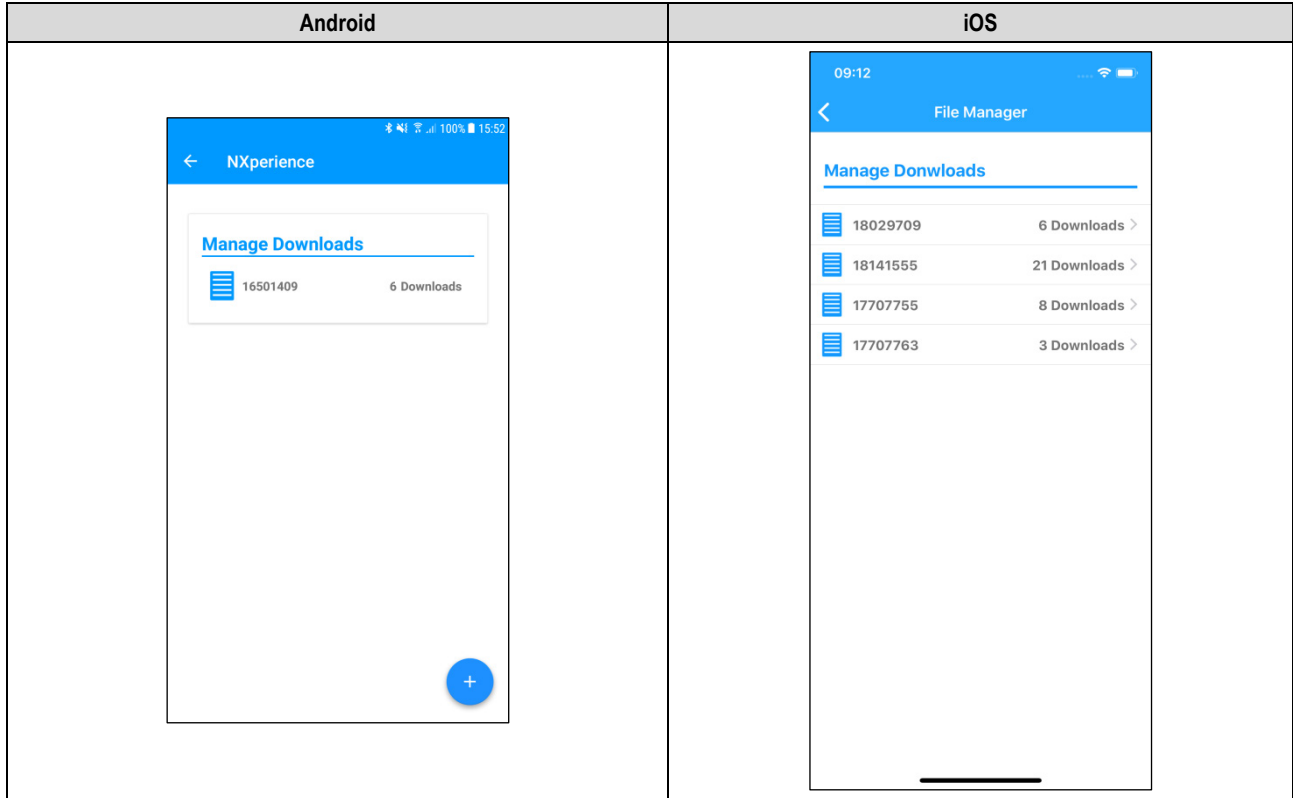 Android
iOS
100% 15:52
NXperience
Manage Downloads
16501409 6 Downloads
+
09:12
File Manager
Manage Donwloads
18029709 6 Downloads
18141555 21 Downloads
17707755 8 Downloads
17707763 3 Downloads